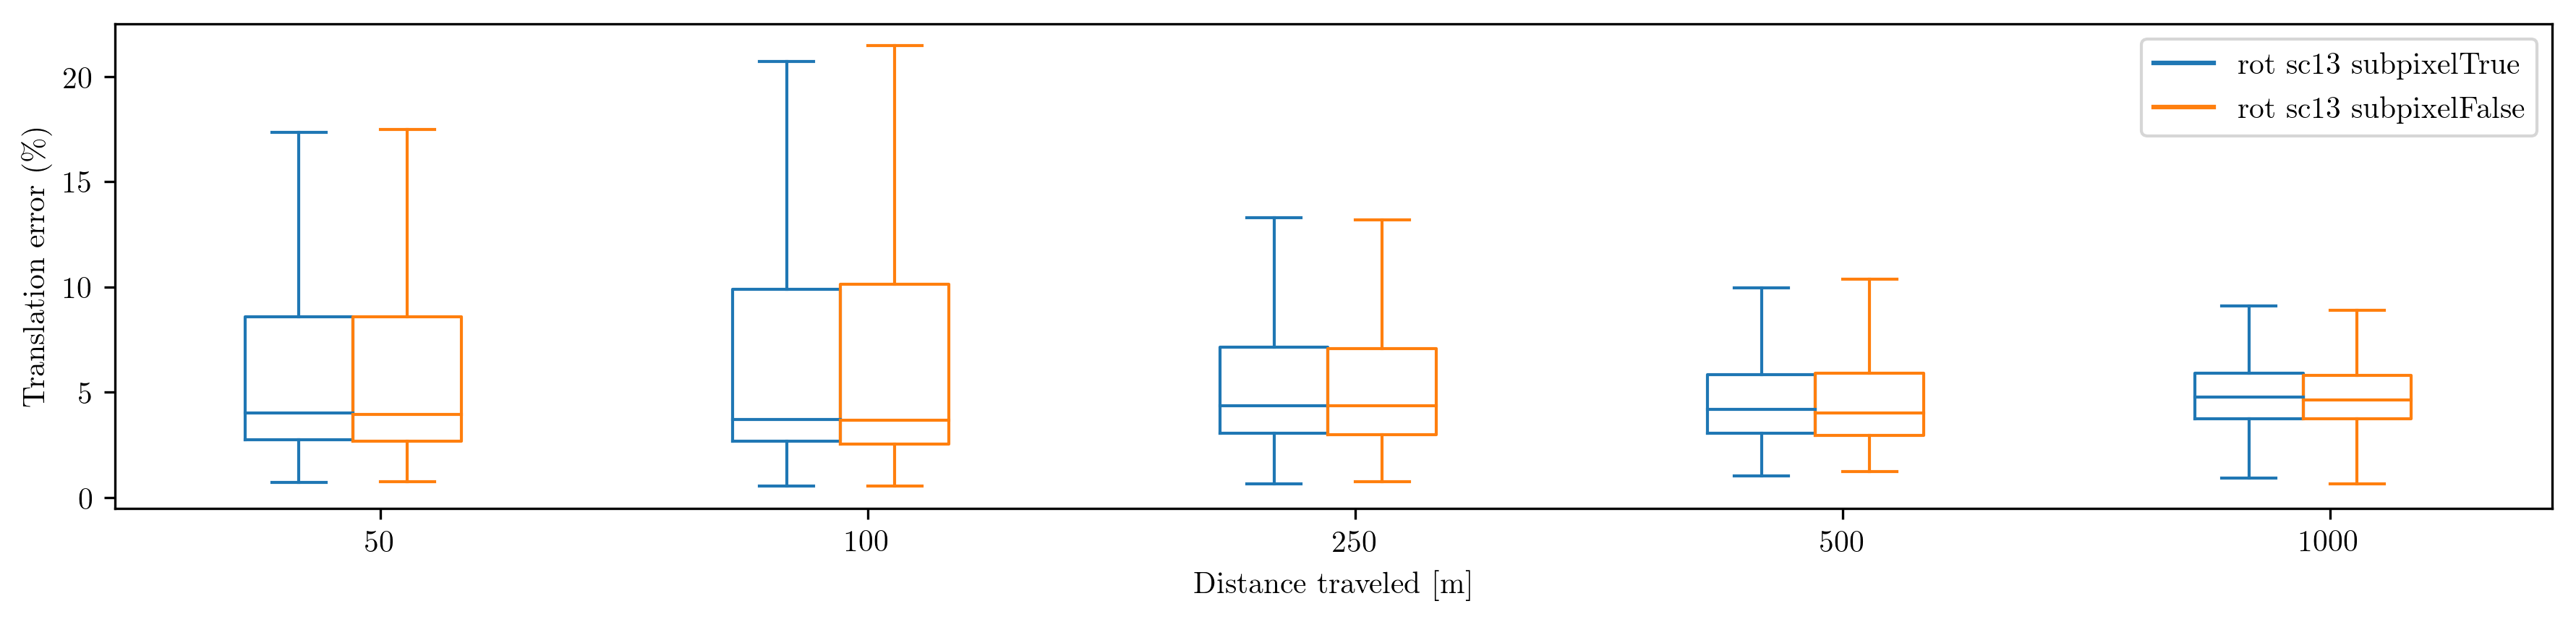 Translation error (%)
20
15
10
5
0
rot sc13 subpixelTrue
rot sc13 subpixelFalse
50 100 250 500 1000
Distance traveled [m]